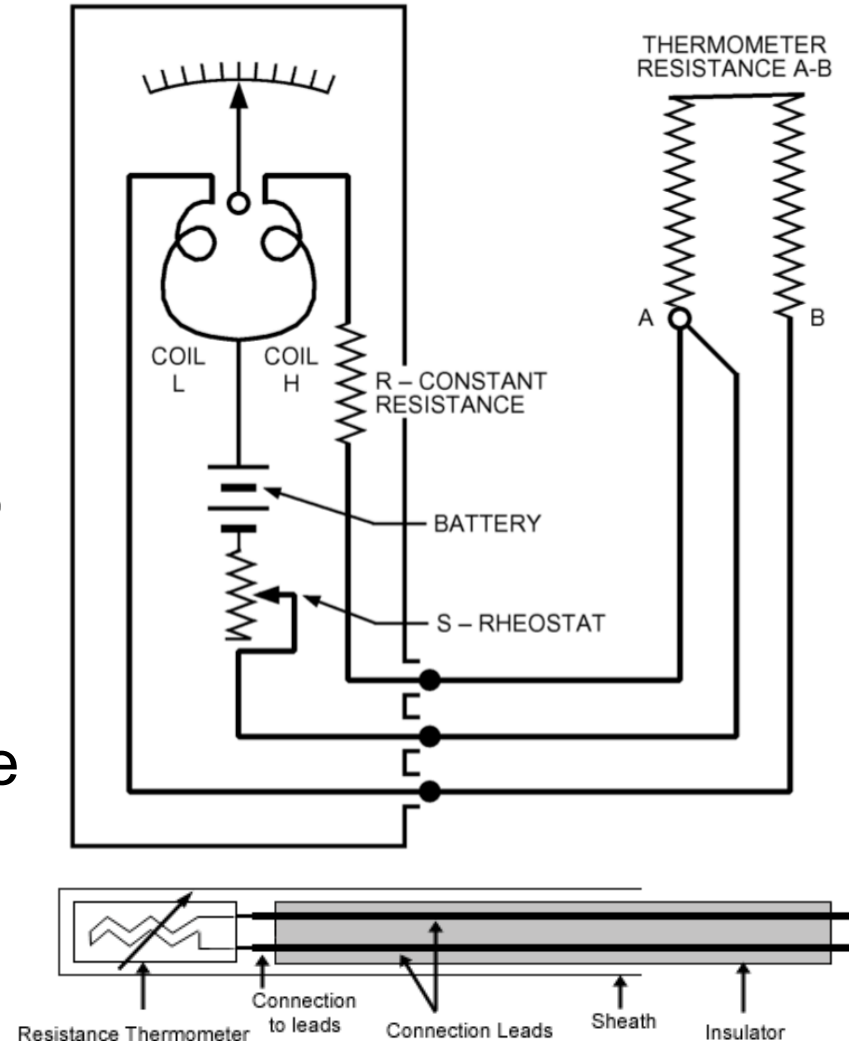 THERMOMETER
RESISTANCE A-B
A
B
COIL
L
COIL
H
R – CONSTANT
RESISTANCE
BATTERY
S – RHEOSTAT
e
Resistance Thermometer
Connection
to leads
Connection Leads
Sheath
Insulator